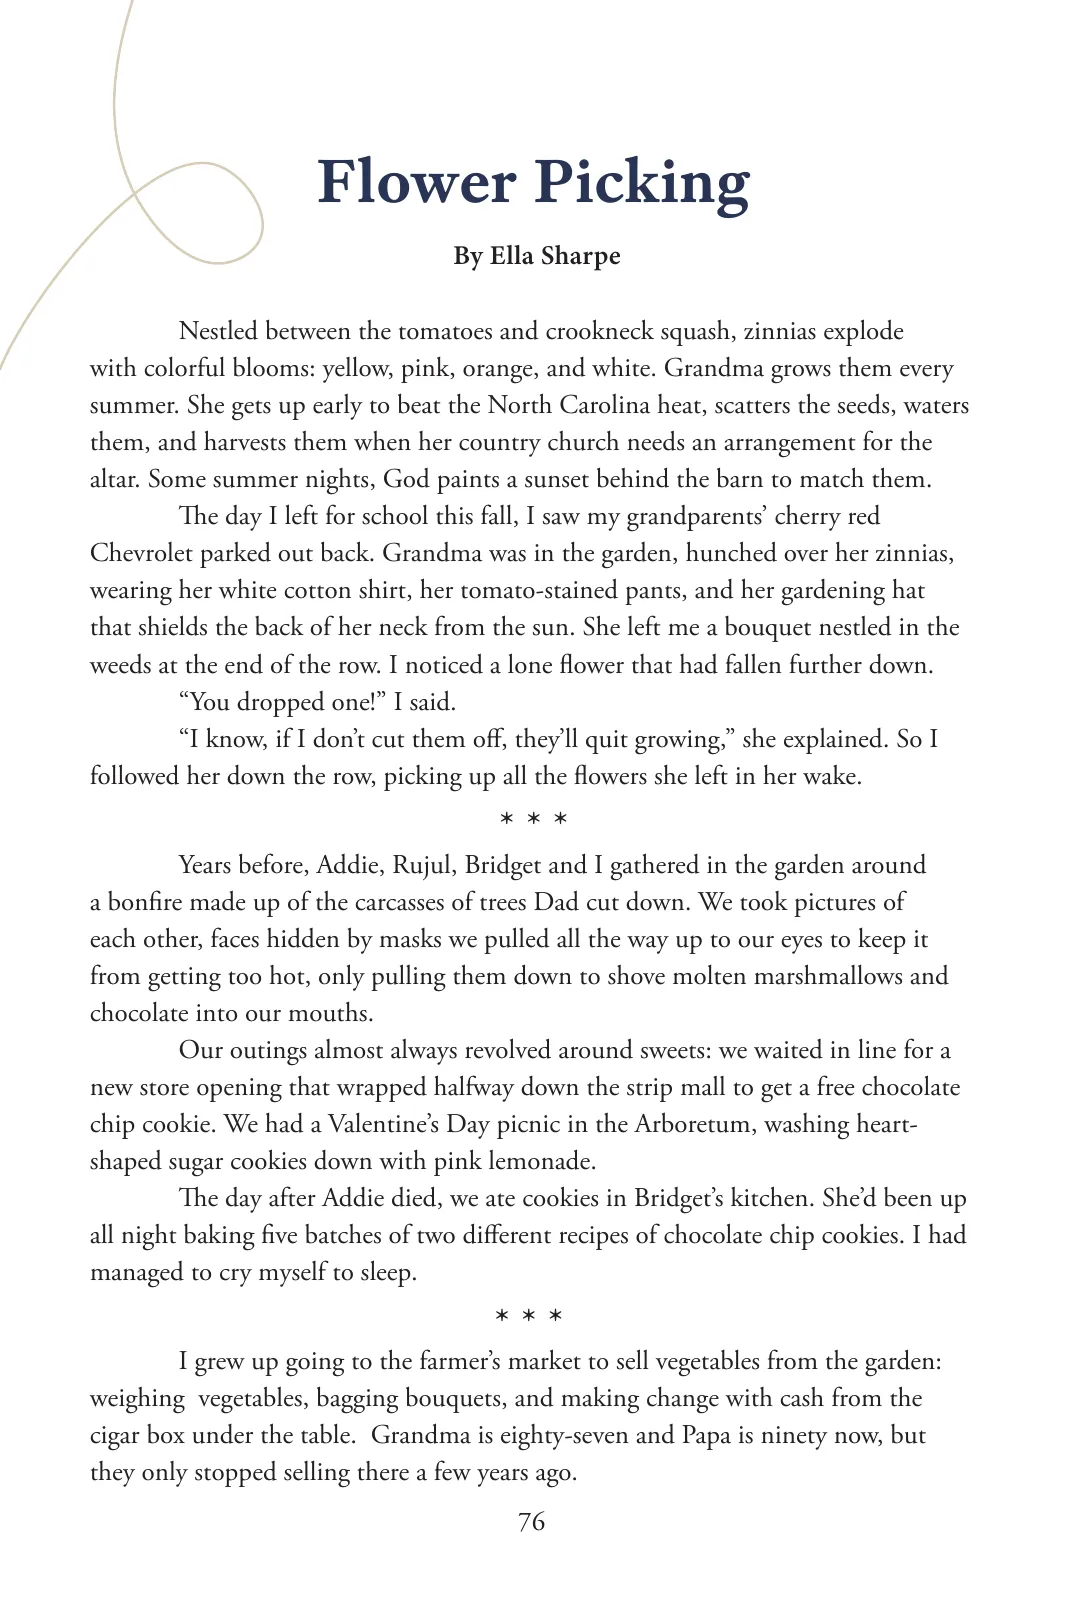 Flower Picking
By Ella Sharpe
Nestled between the tomatoes and crookneck squash, zinnias explode
with colorful blooms: yellow, pink, orange, and white. Grandma grows them every
summer. She gets up early to beat the North Carolina heat, scatters the seeds, waters
them, and harvests them when her country church needs an arrangement for the
altar. Some summer nights, God paints a sunset behind the barn to match them.
The day I left for school this fall, I saw my grandparents’ cherry red
Chevrolet parked out back. Grandma was in the garden, hunched over her zinnias,
wearing her white cotton shirt, her tomato-stained pants, and her gardening hat
that shields the back of her neck from the sun. She left me a bouquet nestled in the
weeds at the end of the row. I noticed a lone flower that had fallen further down.
“You dropped one!” I said.
“I know, if I don’t cut them off, they’ll quit growing,” she explained. So I
followed her down the row, picking up all the flowers she left in her wake.
* * *
Years before, Addie, Rujul, Bridget and I gathered in the garden around
a bonfire made up of the carcasses of trees Dad cut down. We took pictures of
each other, faces hidden by masks we pulled all the way up to our eyes to keep it
from getting too hot, only pulling them down to shove molten marshmallows and
chocolate into our mouths.
Our outings almost always revolved around sweets: we waited in line for a
new store opening that wrapped halfway down the strip mall to get a free chocolate
chip cookie. We had a Valentine’s Day picnic in the Arboretum, washing heart-
shaped sugar cookies down with pink lemonade.
The day after Addie died, we ate cookies in Bridget’s kitchen. She’d been up
all night baking five batches of two different recipes of chocolate chip cookies. I had
managed to cry myself to sleep.
* * *
I grew up going to the farmer’s market to sell vegetables from the garden:
weighing  vegetables, bagging bouquets, and making change with cash from the
cigar box under the table.  Grandma is eighty-seven and Papa is ninety now, but
they only stopped selling there a few years ago.
76